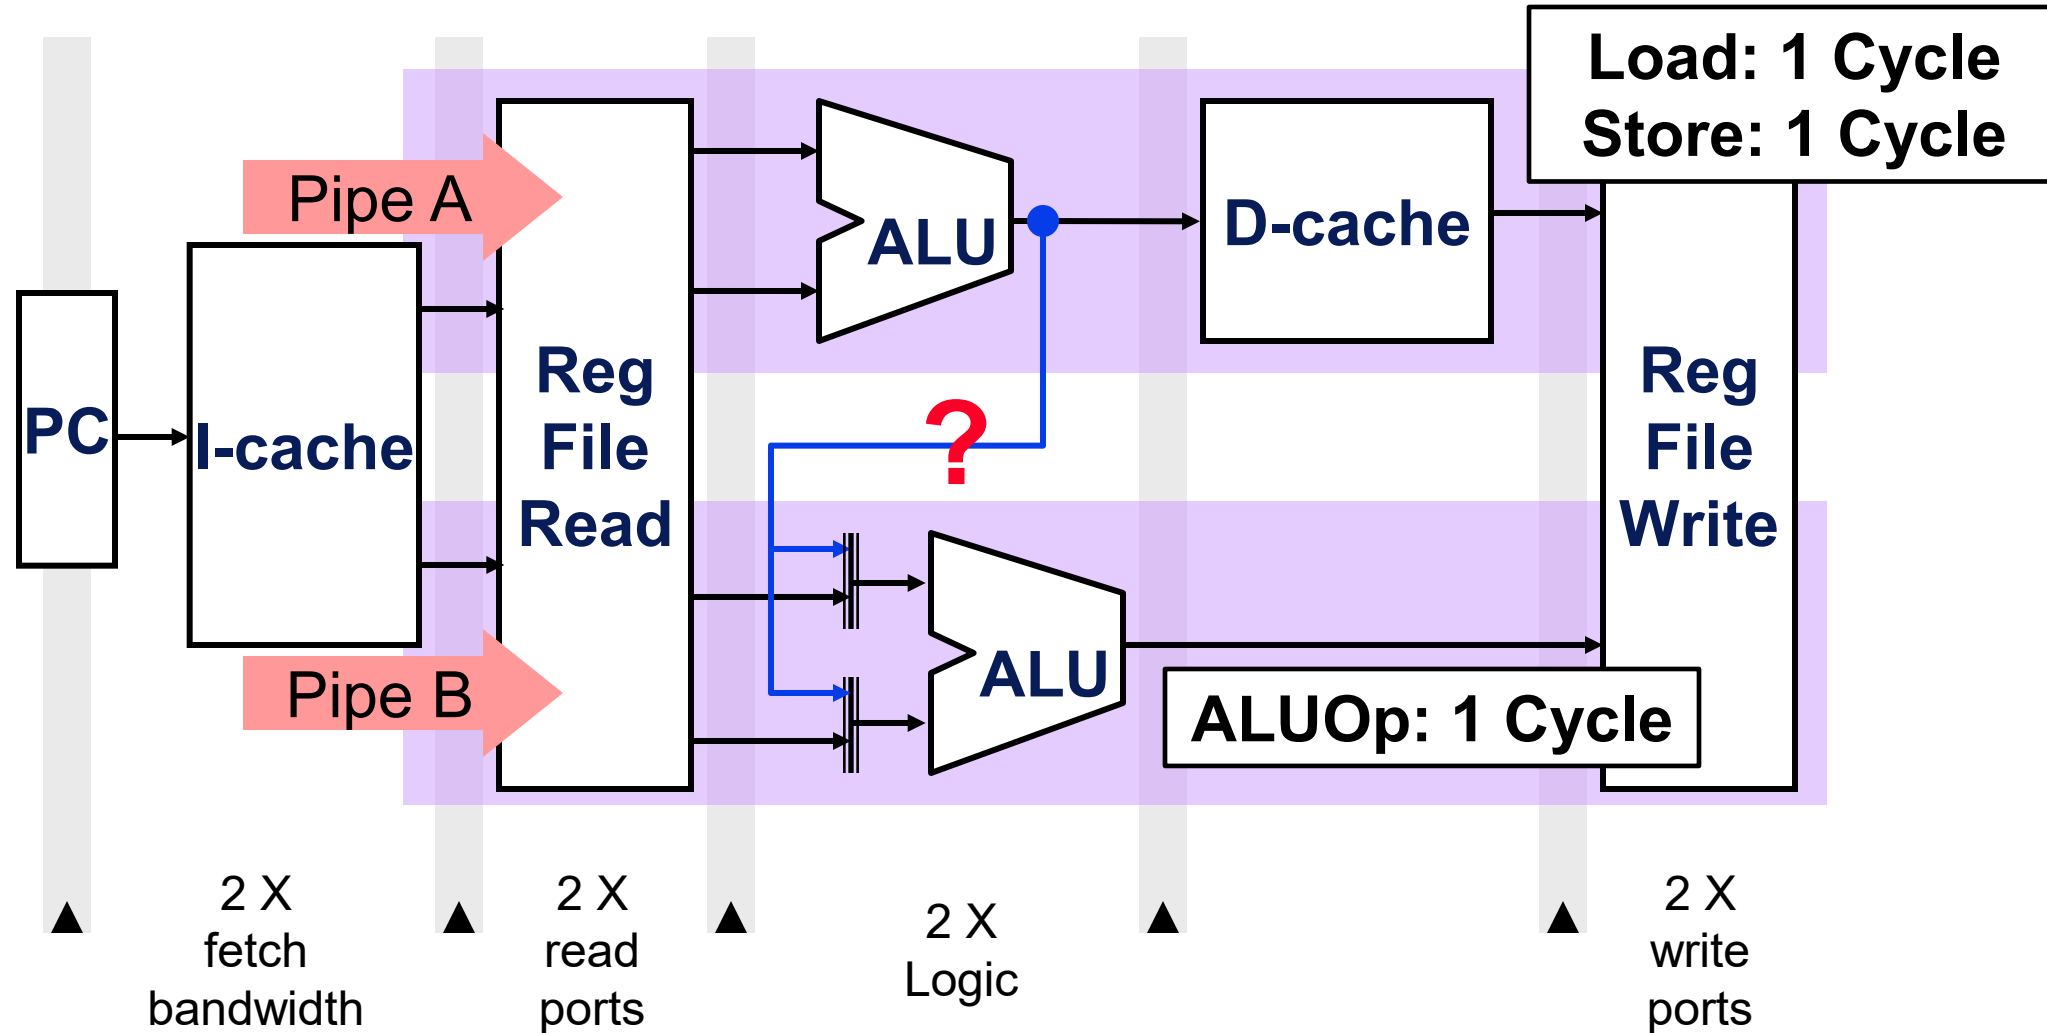 Load: 1 Cycle
Store: 1 Cycle
Pipe A
ALU
D-cache
PC
I-cache
Reg
File
Read
?
Reg
File
Write
Pipe B
ALU
ALUOp: 1 Cycle
2 X
fetch
bandwidth
2 X
read
ports
2 X
Logic
2 X
write
ports